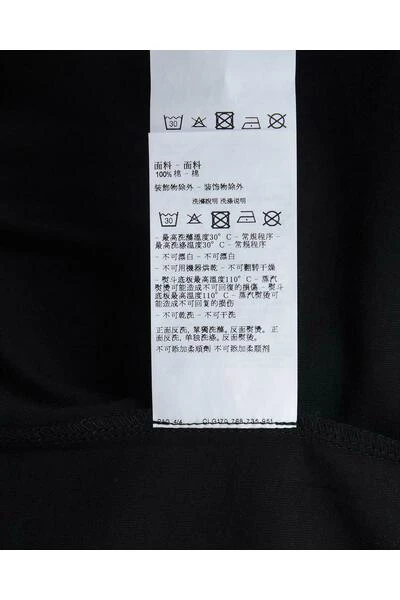 30
面料 - 面料
100% 棉 - 棉
裝飾物除外 - 装饰物除外
洗滌說明 洗涤说明
30
- 最高洗滌溫度30° C - 常規程序 -
最高洗涤温度30° C - 常规程序
- 不可漂白 - 不可漂白
- 不可用機器烘乾 - 不可翻转干燥
- 熨斗底板最高溫度110° C - 蒸汽
熨燙可能造成不可回復的損傷 - 熨斗
底板最高温度110° C - 蒸汽熨烫可
能造成不可回复的损伤
- 不可乾洗 - 不可干洗
正面反洗, 單獨洗滌。反面熨燙。正
面反洗, 单独洗涤。反面熨烫。
不可添加柔順劑 不可添加柔顺剂
PAG 4/4